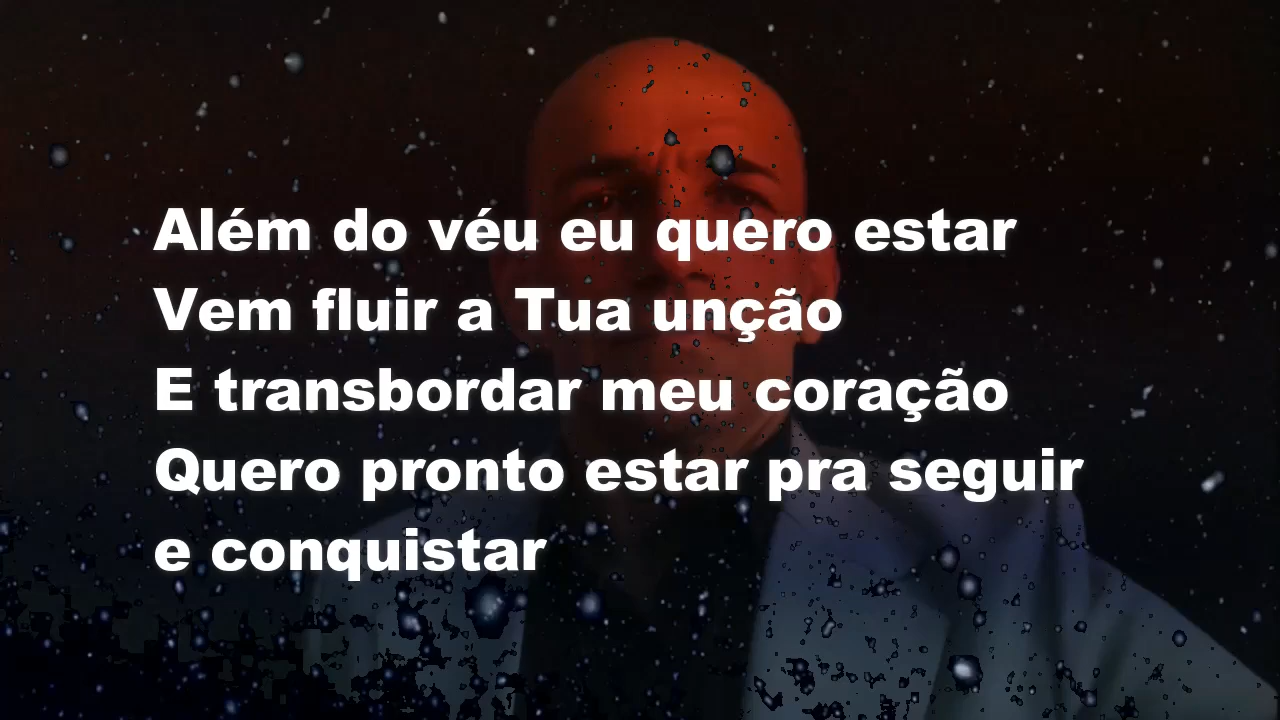 Além do véu eu quero estar
Vem fluir a Tua unção
E transbordar meu coração
Quero pronto estar pra seguir
e conquistar